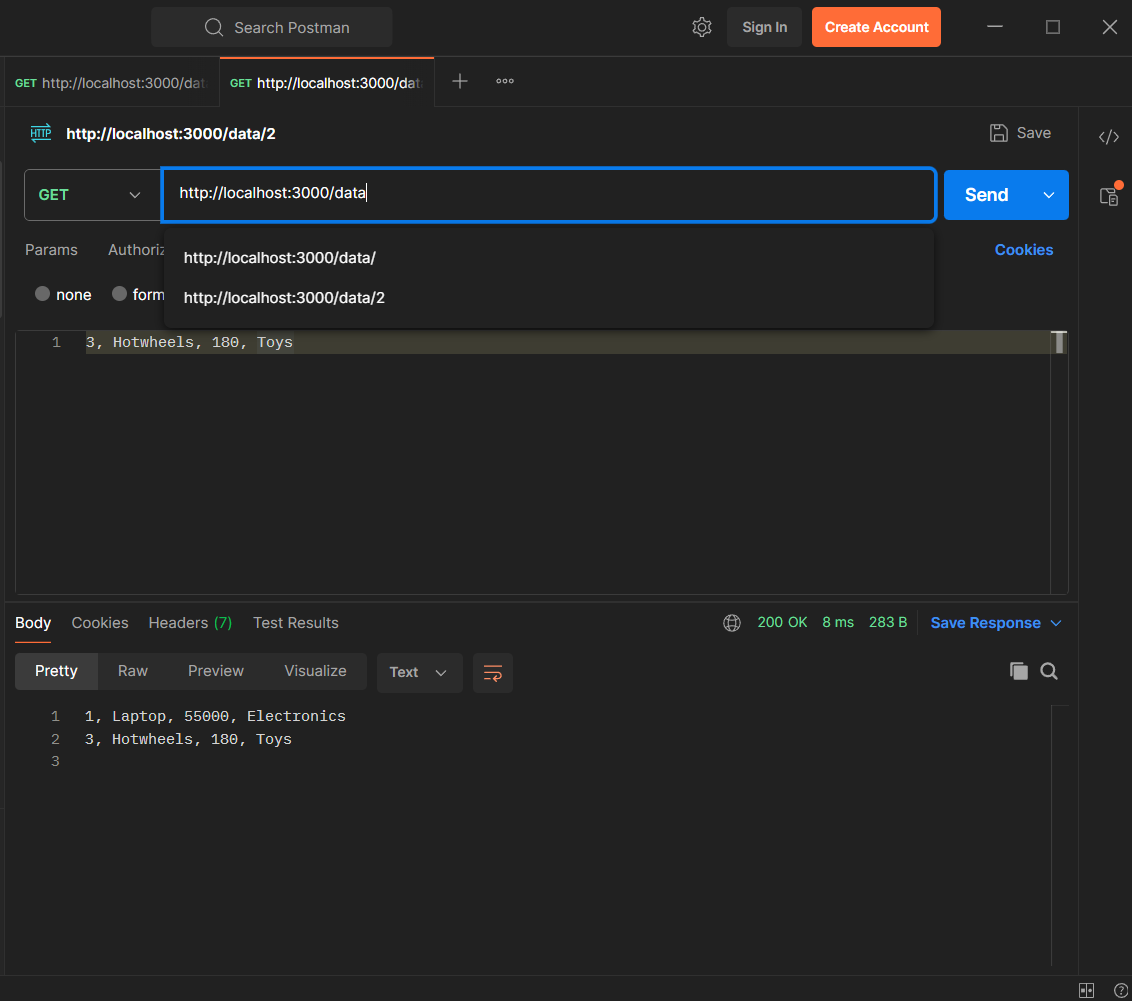 Search Postman
Sign In
Create Account
GET http://localhost:3000/dat
GET http://localhost:3000/dat
HTTP http://localhost:3000/data/2
Save
GET
http://localhost:3000/data
Send
Params
Authoriz
Cookies
http://localhost:3000/data/
http://localhost:3000/data/2
none
form
1 3, Hotwheels, 180, Toys
Body Cookies Headers (7) Test Results
200 OK 8 ms 283 B
Save Response
Pretty Raw Preview Visualize
Text
1 1, Laptop, 55000, Electronics
2 3, Hotwheels, 180, Toys
3